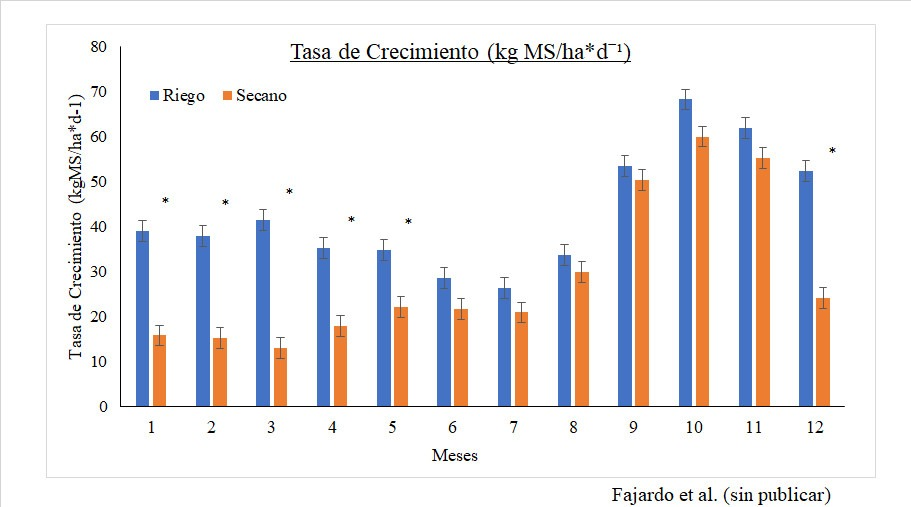 Tasa de Crecimiento (kg MS/ha*d⁻¹)
Riego
Secano
Tasa de Crecimiento (kgMS/ha*d-1)
80
70
60
50
40
30
20
10
0
* * * * * *
1 2 3 4 5 6 7 8 9 10 11 12
Meses
Fajardo et al. (sin publicar)